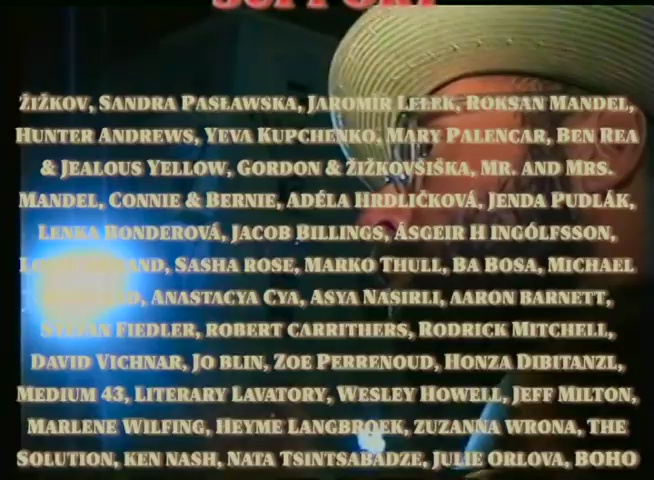 SUPPORT
ŽIŽKOV, SANDRA PASŁAWSKA, JAROMÍR LELEK, ROKSAN MANDEL,
HUNTER ANDREWS, YEVA KUPCHENKO, MARY PALENCAR, BEN REA
& JEALOUS YELLOW, GORDON & ŽIŽKOVŠIŠKA, MR. AND MRS.
MANDEL, CONNIE & BERNIE, ADÉLA HRDLIČKOVÁ, JENDA PUDLÁK,
LENKA BONDEROVÁ, JACOB BILLINGS, ÁSGEIR H INGÓLFSSON,
SASHA ROSE, MARKO THULL, BA BOSA, MICHAEL
ANASTACYA CYA, ASYA NASIRLI, AARON BARNETT,
STEFAN FIEDLER, ROBERT CARRITHERS, RODRICK MITCHELL,
DAVID VICHNAR, JO BLIN, ZOE PERRENOUD, HONZA DIBITANZL,
MEDIUM 43, LITERARY LAVATORY, WESLEY HOWELL, JEFF MILTON,
MARLENE WILFING, HEYME LANGBROEK, ZUZANNA WRONA, THE
SOLUTION, KEN NASH, NATA TSINTSABADZE, JULIE ORLOVA, BOHO